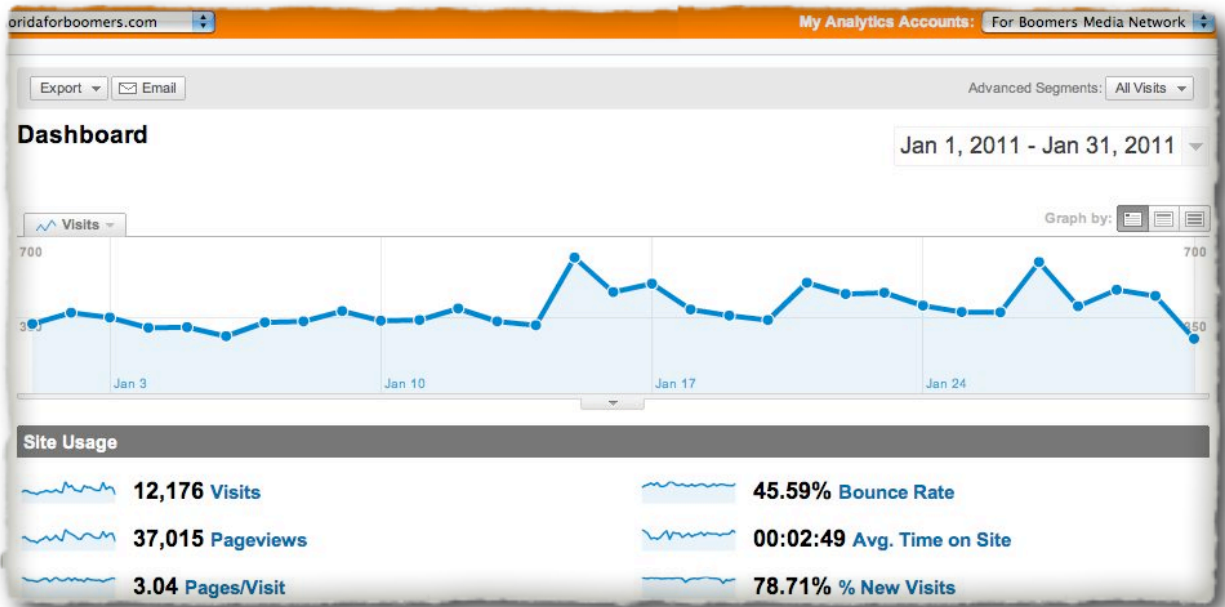 oridaforboomers.com My Analytics Accounts: For Boomers Media Network
Export Email Advanced Segments: All Visits
Dashboard
Jan 1, 2011 - Jan 31, 2011
Visits Graph by:
700 700
Jan 3 Jan 10 Jan 17 Jan 24
Site Usage
12,176 Visits 45.59% Bounce Rate
37,015 Pageviews 00:02:49 Avg. Time on Site
3.04 Pages/Visit 78.71% % New Visits